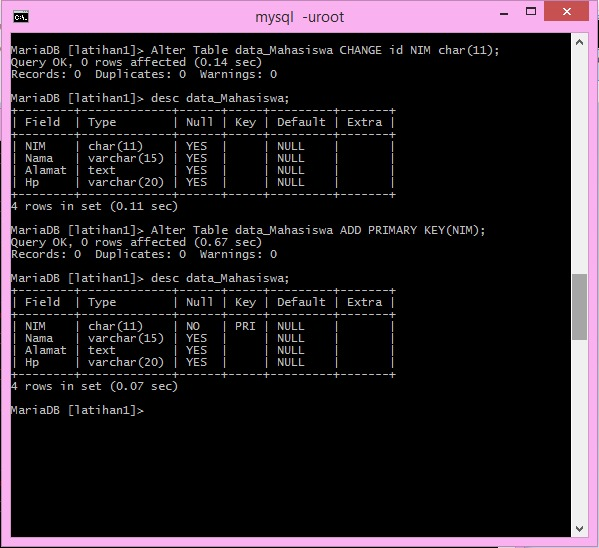 mysql -uroot
MariaDB [latihan1]> Alter Table data_Mahasiswa CHANGE id NIM char(11);
Query OK, 0 rows affected (0.14 sec)
Records: 0  Duplicates: 0  Warnings: 0
MariaDB [latihan1]> desc data_Mahasiswa;
+--------+-------------+------+-----+---------+-------+
| Field  | Type        | Null | Key | Default | Extra |
+--------+-------------+------+-----+---------+-------+
| NIM    | char(11)    | YES  |     | NULL    |       |
| Nama   | varchar(15) | YES  |     | NULL    |       |
| Alamat | text        | YES  |     | NULL    |       |
| Hp     | varchar(20) | YES  |     | NULL    |       |
+--------+-------------+------+-----+---------+-------+
4 rows in set (0.11 sec)
MariaDB [latihan1]> Alter Table data_Mahasiswa ADD PRIMARY KEY(NIM);
Query OK, 0 rows affected (0.67 sec)
Records: 0  Duplicates: 0  Warnings: 0
MariaDB [latihan1]> desc data_Mahasiswa;
+--------+-------------+------+-----+---------+-------+
| Field  | Type        | Null | Key | Default | Extra |
+--------+-------------+------+-----+---------+-------+
| NIM    | char(11)    | NO   | PRI | NULL    |       |
| Nama   | varchar(15) | YES  |     | NULL    |       |
| Alamat | text        | YES  |     | NULL    |       |
| Hp     | varchar(20) | YES  |     | NULL    |       |
+--------+-------------+------+-----+---------+-------+
4 rows in set (0.07 sec)
MariaDB [latihan1]>